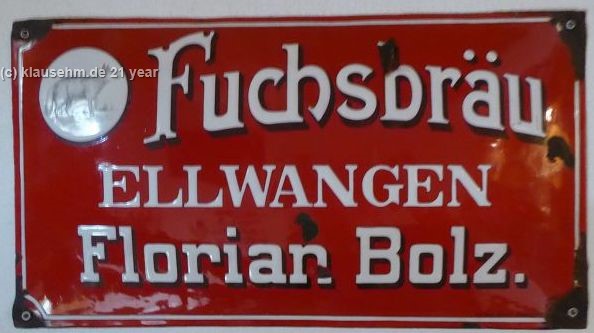 (c) klausehm.de 21 year
Fuchsbräu
ELLWANGEN
Florian Bolz.